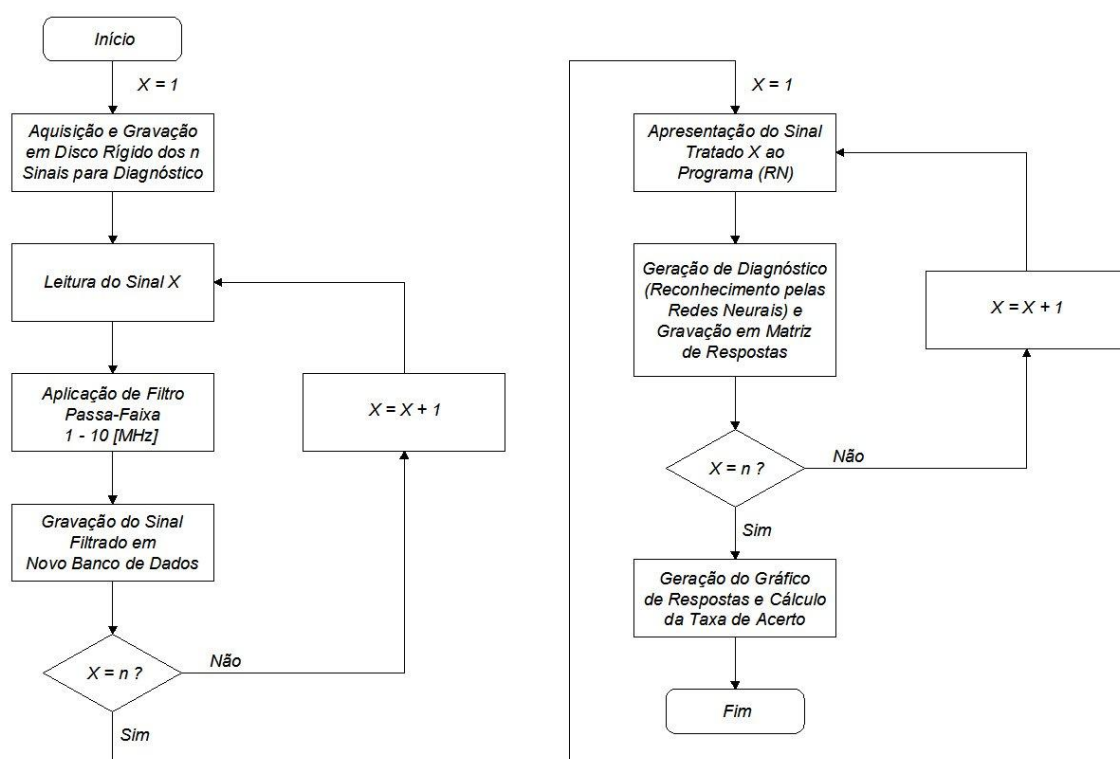 Início
X = 1
Aquisição e Gravação
em Disco Rígido dos n
Sinais para Diagnóstico
Leitura do Sinal X
Aplicação de Filtro
Passa-Faixa
1 - 10 [MHz]
X = X + 1
Gravação do Sinal
Filtrado em
Novo Banco de Dados
X = n ?
Não
Sim
X = 1
Apresentação do Sinal
Tratado X ao
Programa (RN)
Geração de Diagnóstico
(Reconhecimento pelas
Redes Neurais) e
Gravação em Matriz
de Respostas
X = X + 1
X = n ?
Não
Sim
Geração do Gráfico
de Respostas e Cálculo
da Taxa de Acerto
Fim